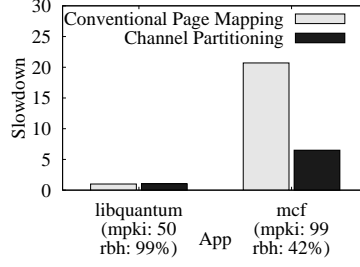 30
25
20
15
10
5
0
Slowdown
Conventional Page Mapping
Channel Partitioning
libquantum
(mpki: 50
rbh: 99%)
mcf
(mpki: 99
rbh: 42%)
App